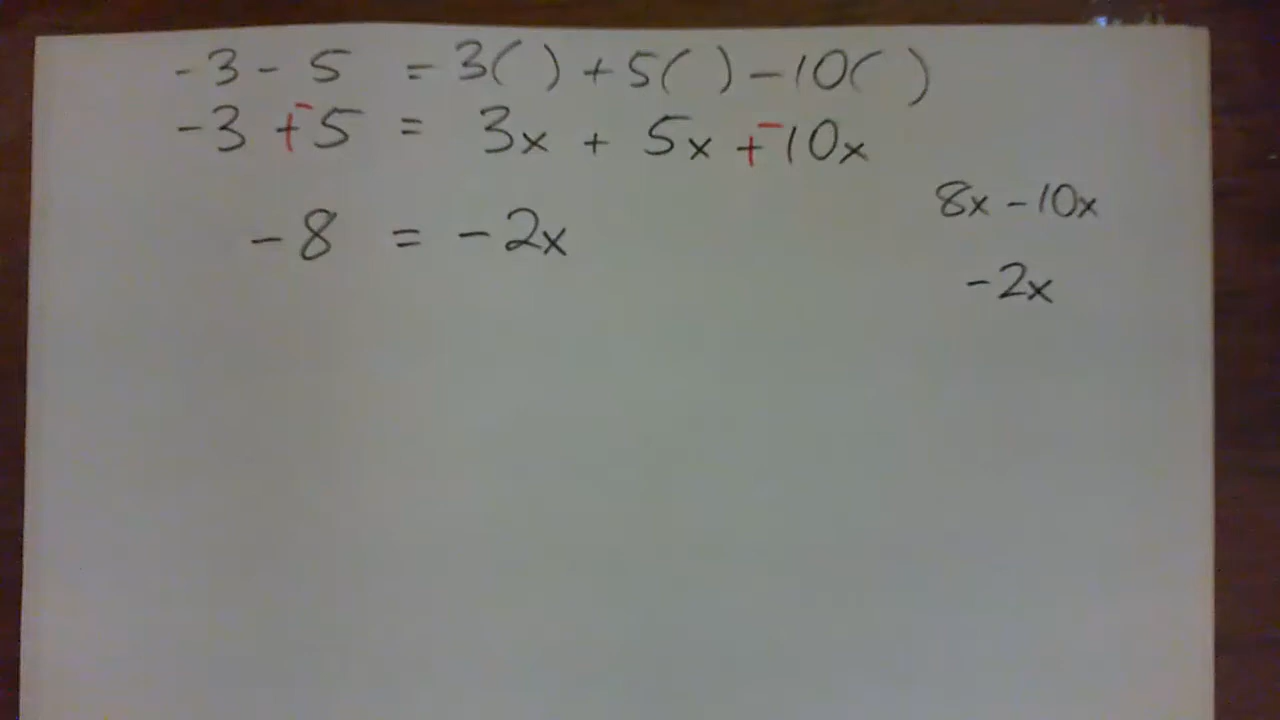 -3 - 5 = 3( ) + 5( ) - 10( )
-3 + -5 = 3x + 5x + -10x
8x - 10x
-8 = -2x
-2x